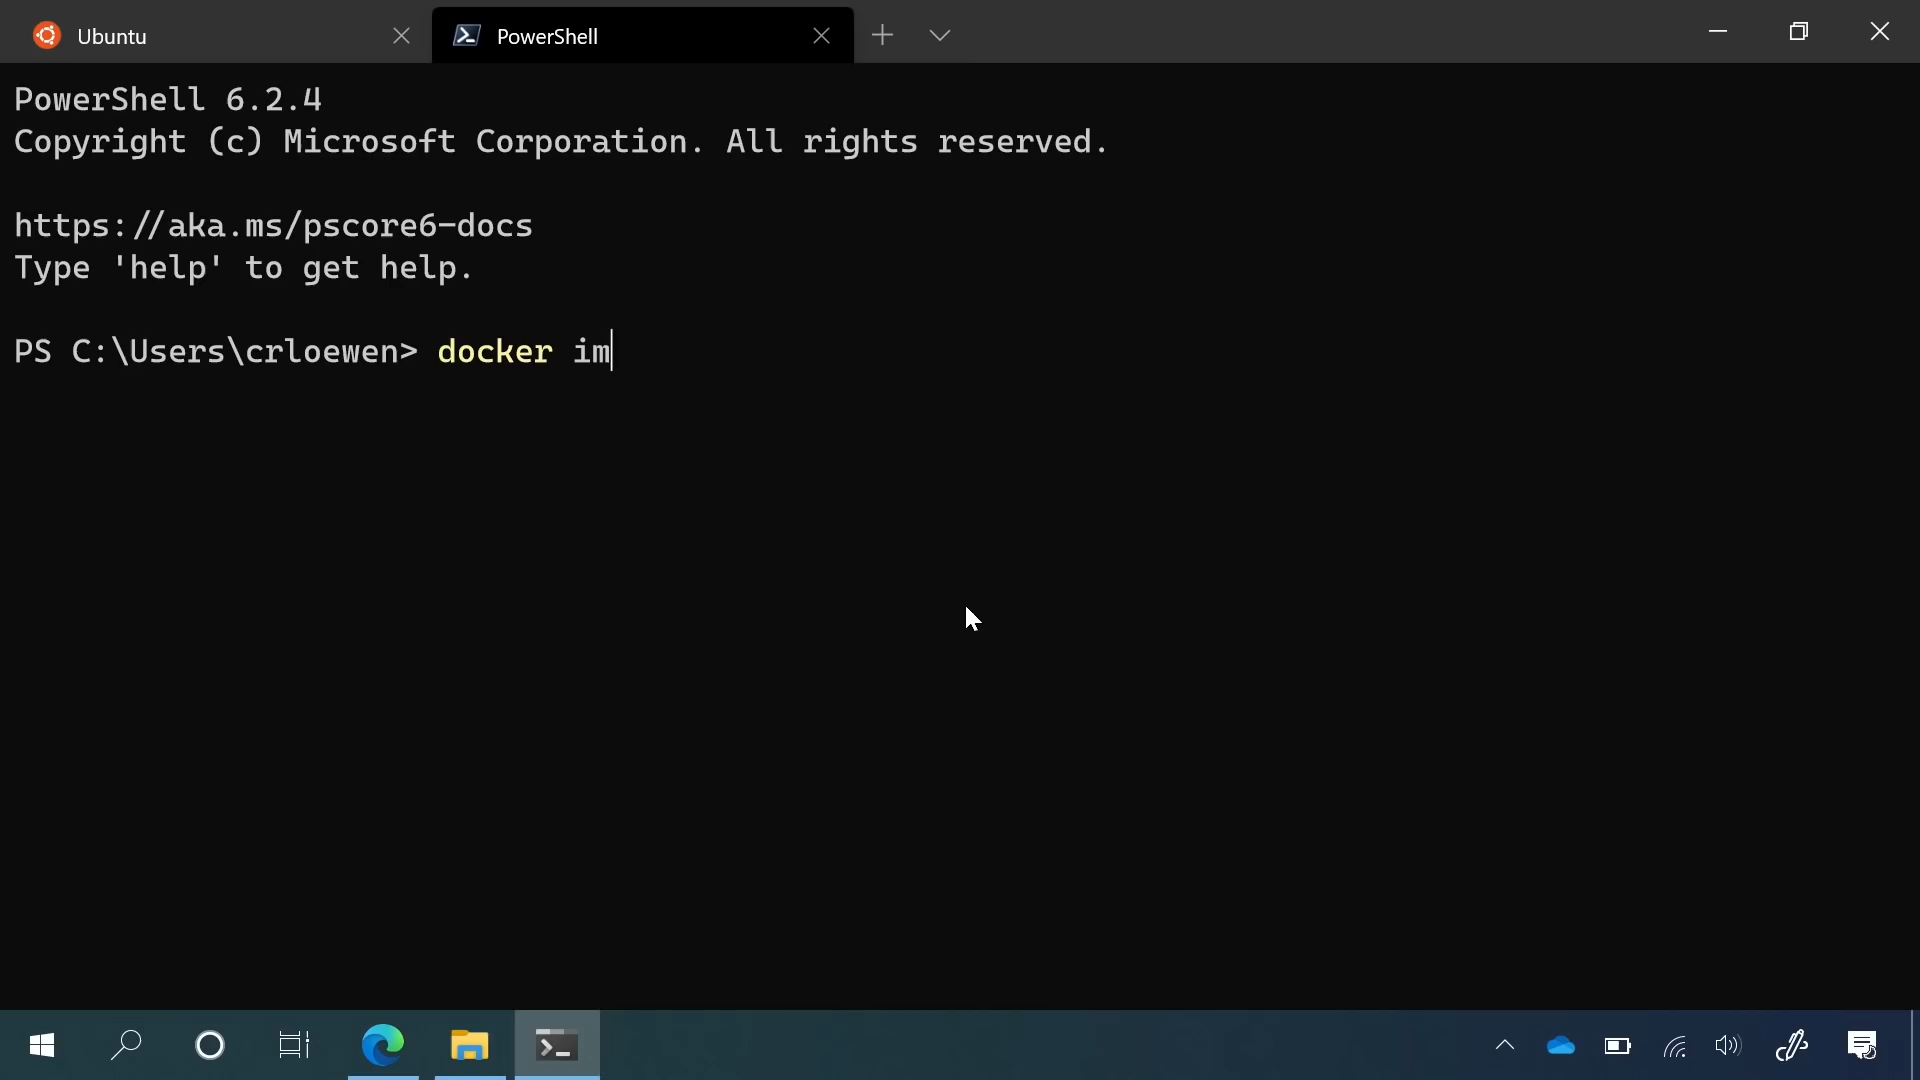 Ubuntu
PowerShell
PowerShell 6.2.4
Copyright (c) Microsoft Corporation. All rights reserved.
https://aka.ms/pscore6-docs
Type 'help' to get help.
PS C:\Users\crloewen> docker im